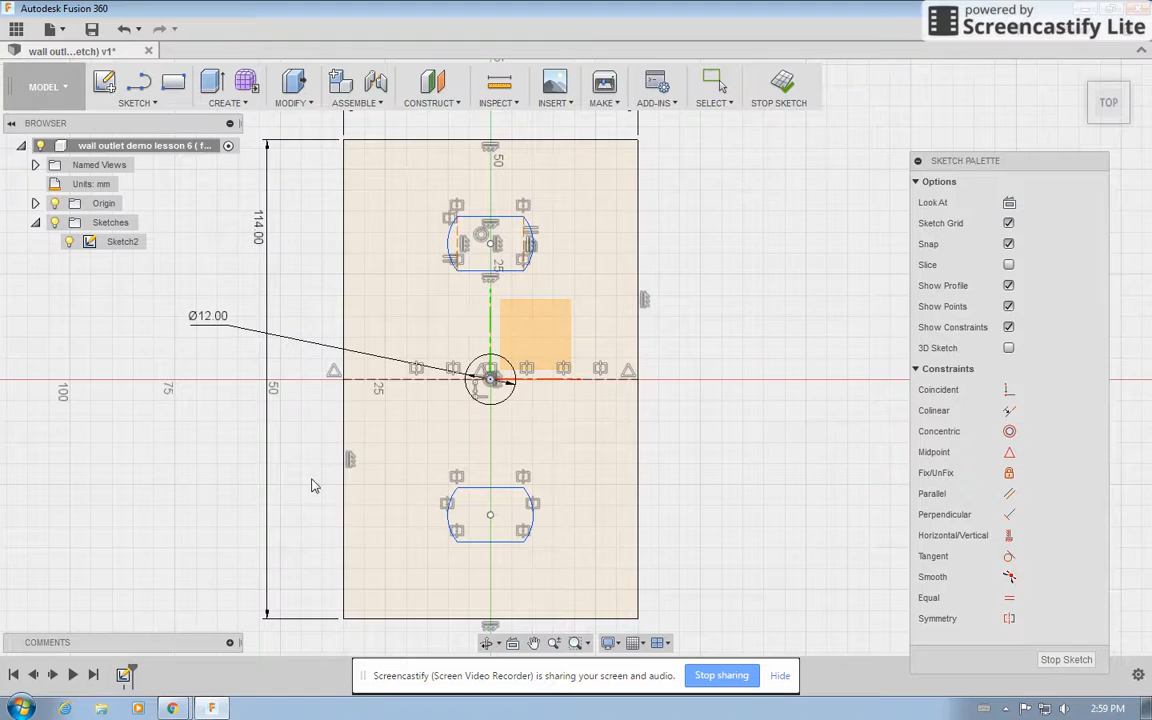 Autodesk Fusion 360
powered by
Screencastify Lite
wall outl...etch) v1*
MODEL
SKETCH
CREATE
MODIFY
ASSEMBLE
CONSTRUCT
INSPECT
INSERT
MAKE
ADD-INS
SELECT
STOP SKETCH
TOP
BROWSER
wall outlet demo lesson 6 ( f...
Named Views
Units: mm
Origin
Sketches
Sketch2
SKETCH PALETTE
Options
Look At
Sketch Grid
Snap
Slice
Show Profile
Show Points
Show Constraints
3D Sketch
Constraints
Coincident
Colinear
Concentric
Midpoint
Fix/UnFix
Parallel
Perpendicular
Horizontal/Vertical
Tangent
Smooth
Equal
Symmetry
Stop Sketch
50
25
114.00
Ø12.00
100
75
50
25
COMMENTS
Screencastify (Screen Video Recorder) is sharing your screen and audio.
Stop sharing
Hide
2:59 PM